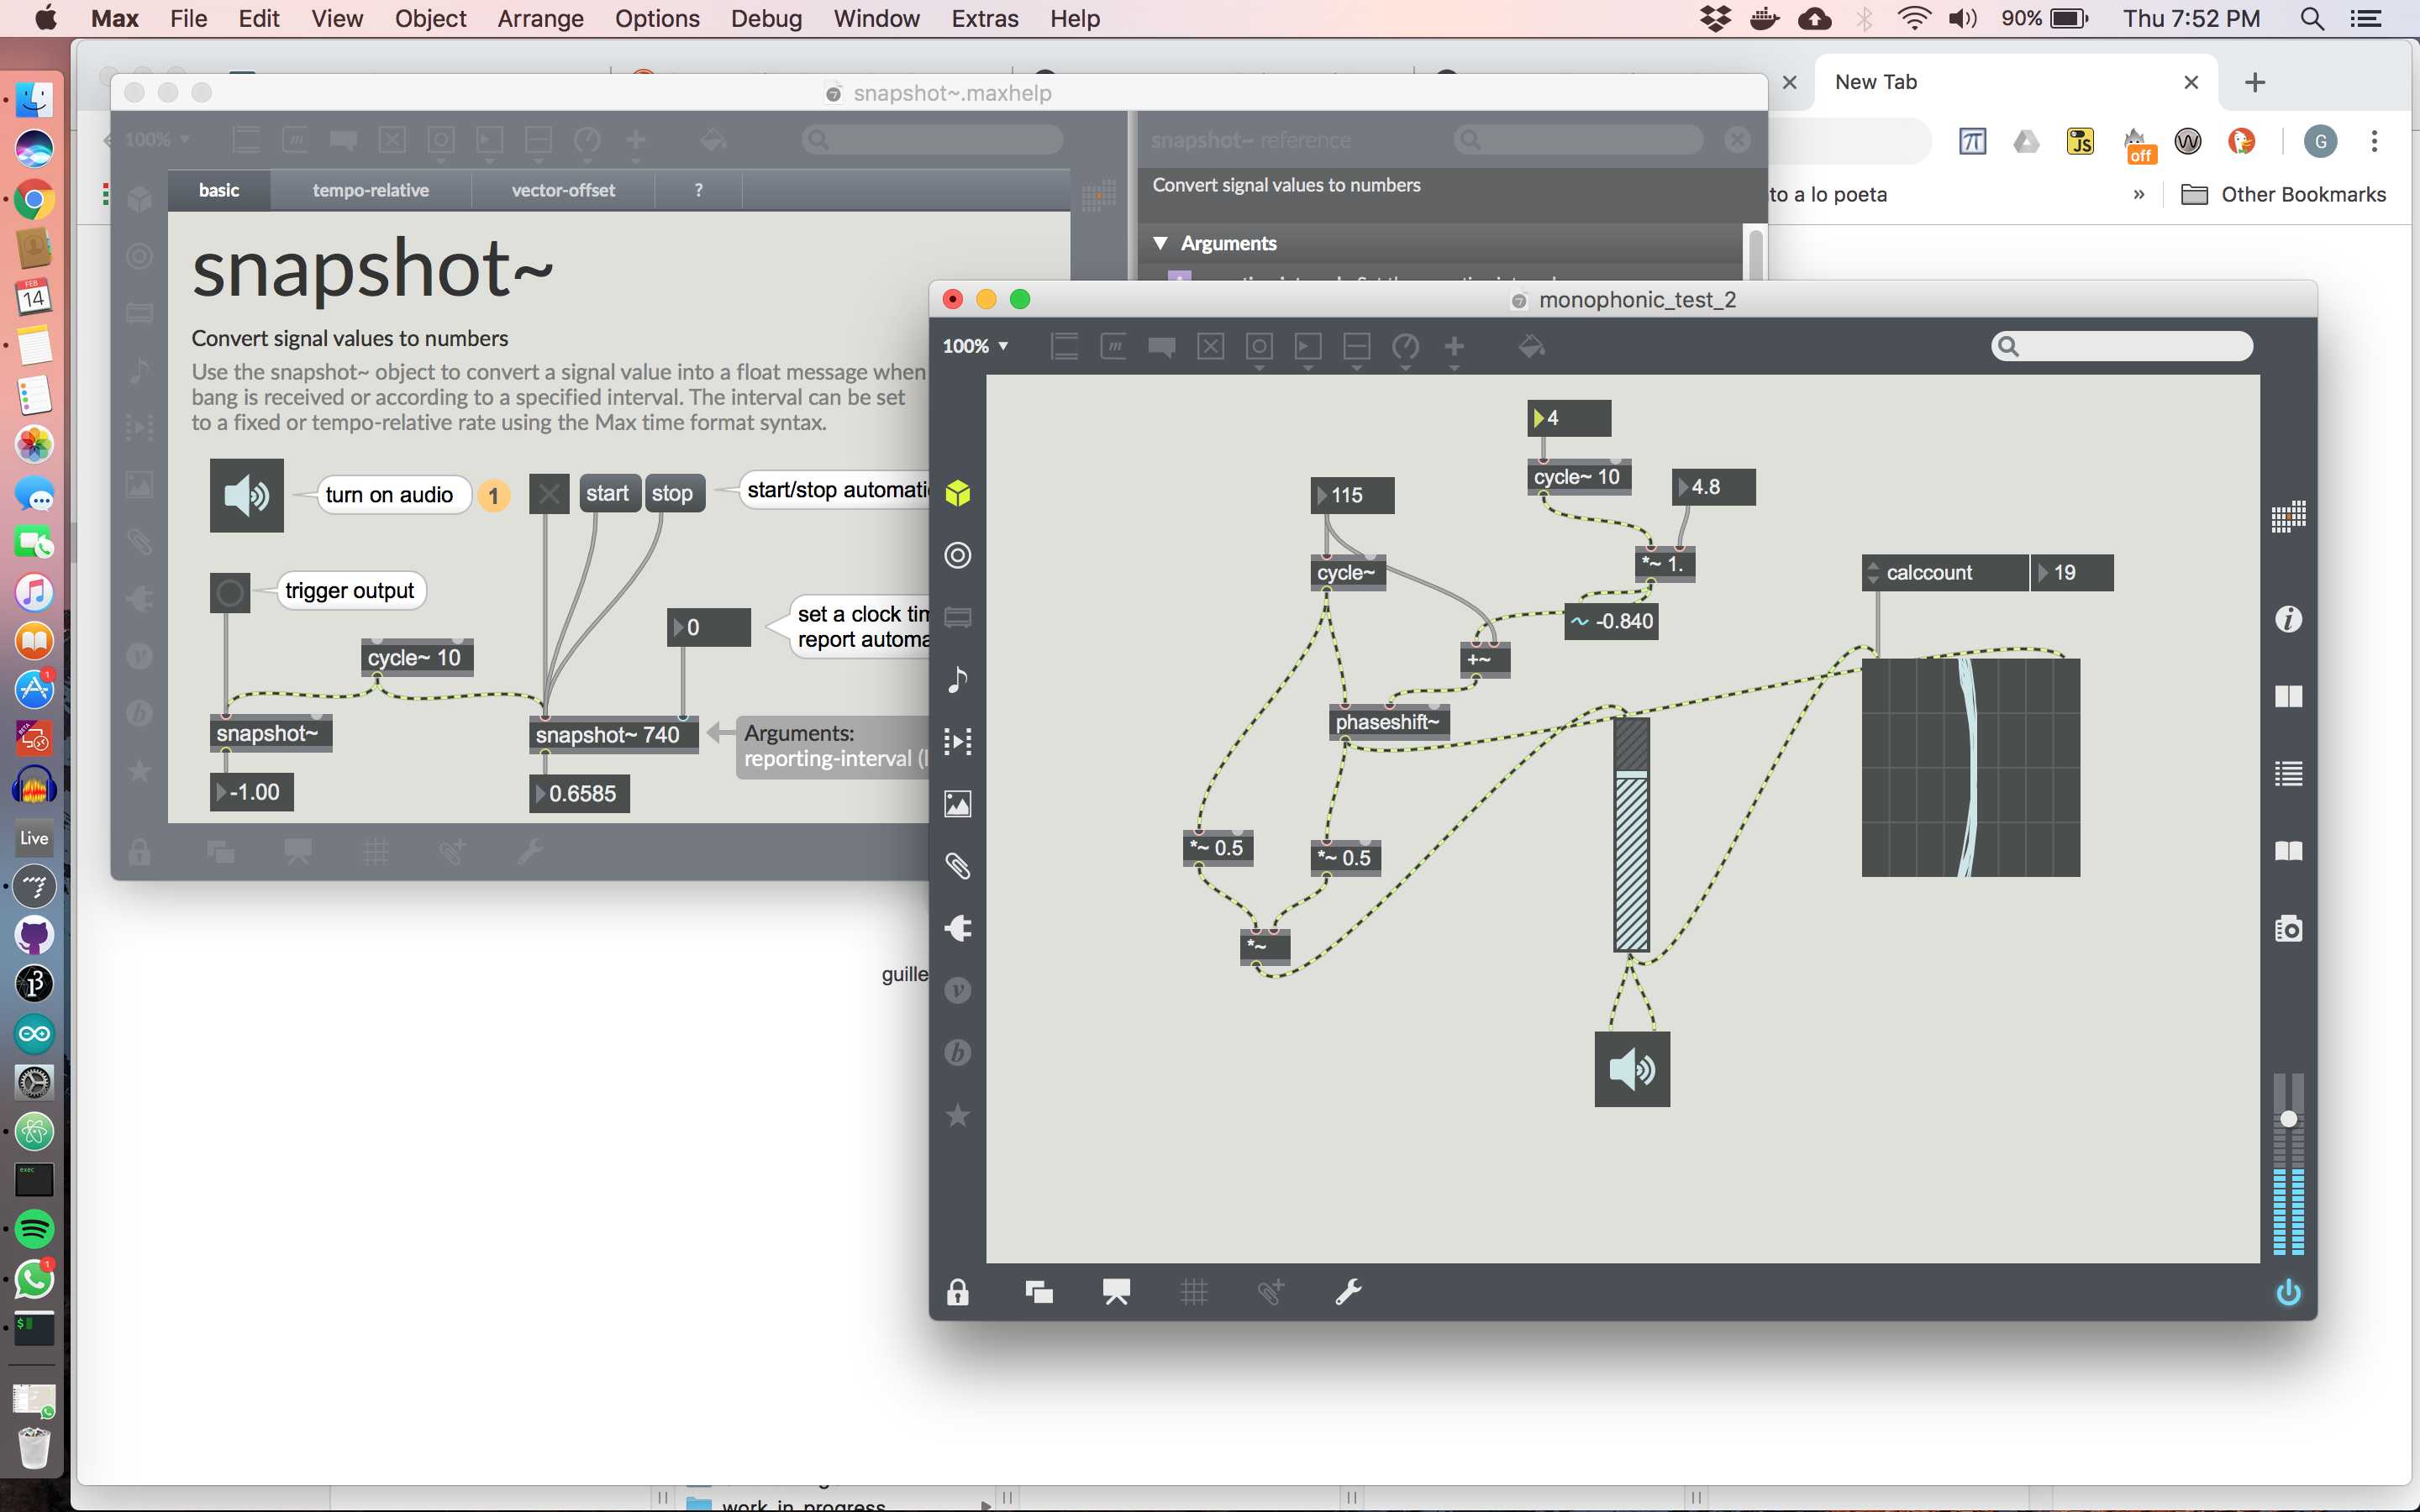 Max File Edit View Object Arrange Options Debug Window Extras Help
90% Thu 7:52 PM
New Tab
JS
off
G
to a lo poeta
» Other Bookmarks
FEB
14
1
BETA
Live
exec
1
$
snapshot~.maxhelp
100%
m
basic tempo-relative vector-offset ?
snapshot~
Convert signal values to numbers
Use the snapshot~ object to convert a signal value into a float message when
bang is received or according to a specified interval. The interval can be set
to a fixed or tempo-relative rate using the Max time format syntax.
turn on audio 1
start stop
start/stop automati
trigger output
0
set a clock
report automa
cycle~ 10
snapshot~
snapshot~ 740
Arguments:
reporting-interval
-1.00
0.6585
snapshot~ reference
Convert signal values to numbers
Arguments
guille
monophonic_test_2
100%
m
4
cycle~ 10
4.8
115
*~ 1.
cycle~
-0.840
calccount 19
+~
phaseshift~
*~ 0.5
*~ 0.5
*~
work_in_progress